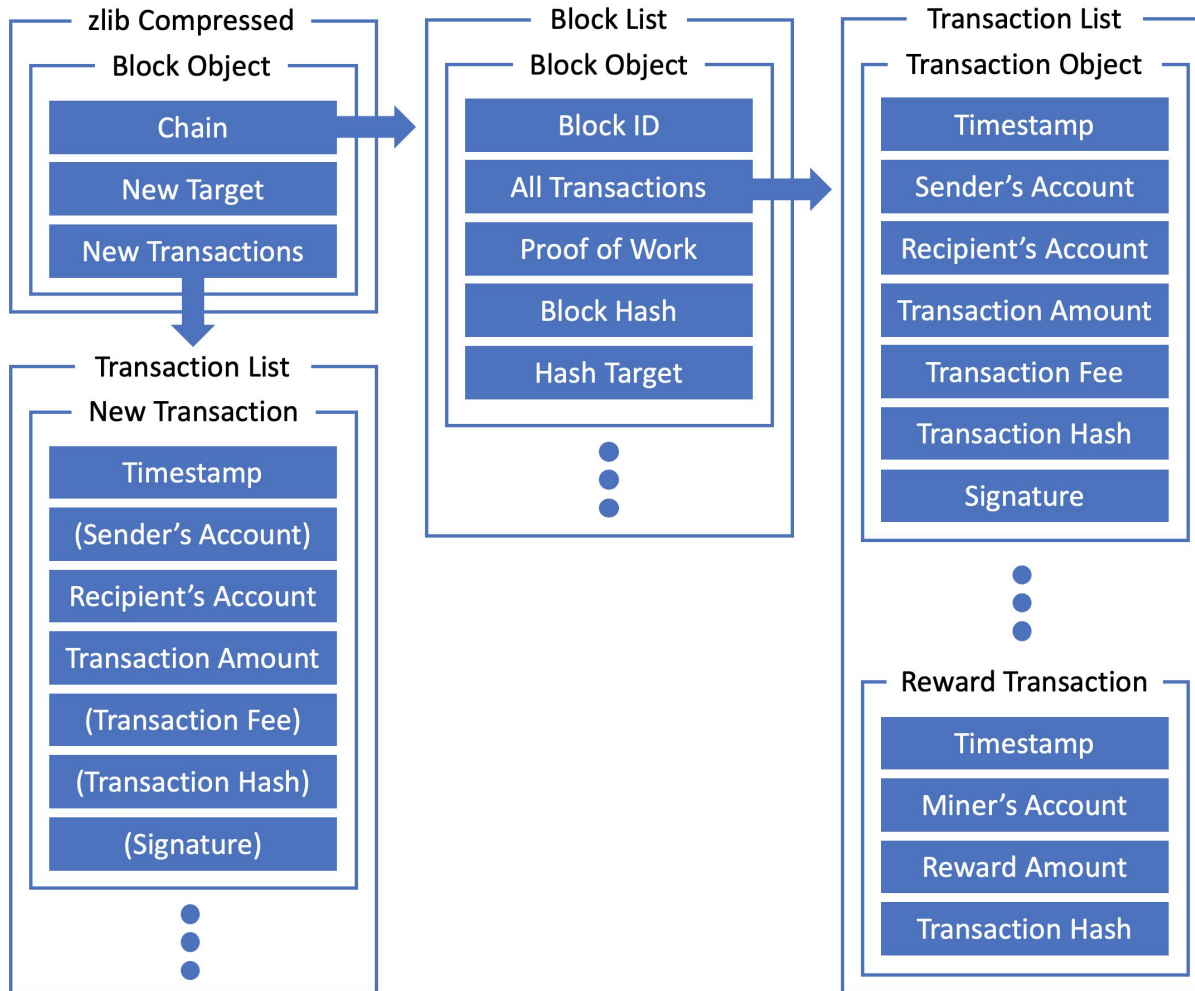 zlib Compressed
Block Object
Chain
New Target
New Transactions
Transaction List
New Transaction
Timestamp
(Sender’s Account)
Recipient’s Account
Transaction Amount
(Transaction Fee)
(Transaction Hash)
(Signature)
Block List
Block Object
Block ID
All Transactions
Proof of Work
Block Hash
Hash Target
Transaction List
Transaction Object
Timestamp
Sender’s Account
Recipient’s Account
Transaction Amount
Transaction Fee
Transaction Hash
Signature
Reward Transaction
Timestamp
Miner’s Account
Reward Amount
Transaction Hash